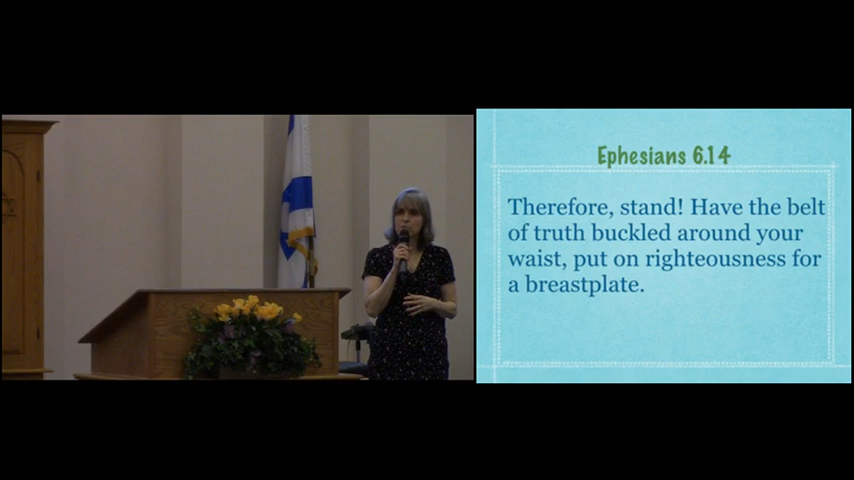 Ephesians 6.14
Therefore, stand! Have the belt
of truth buckled around your
waist, put on righteousness for
a breastplate.